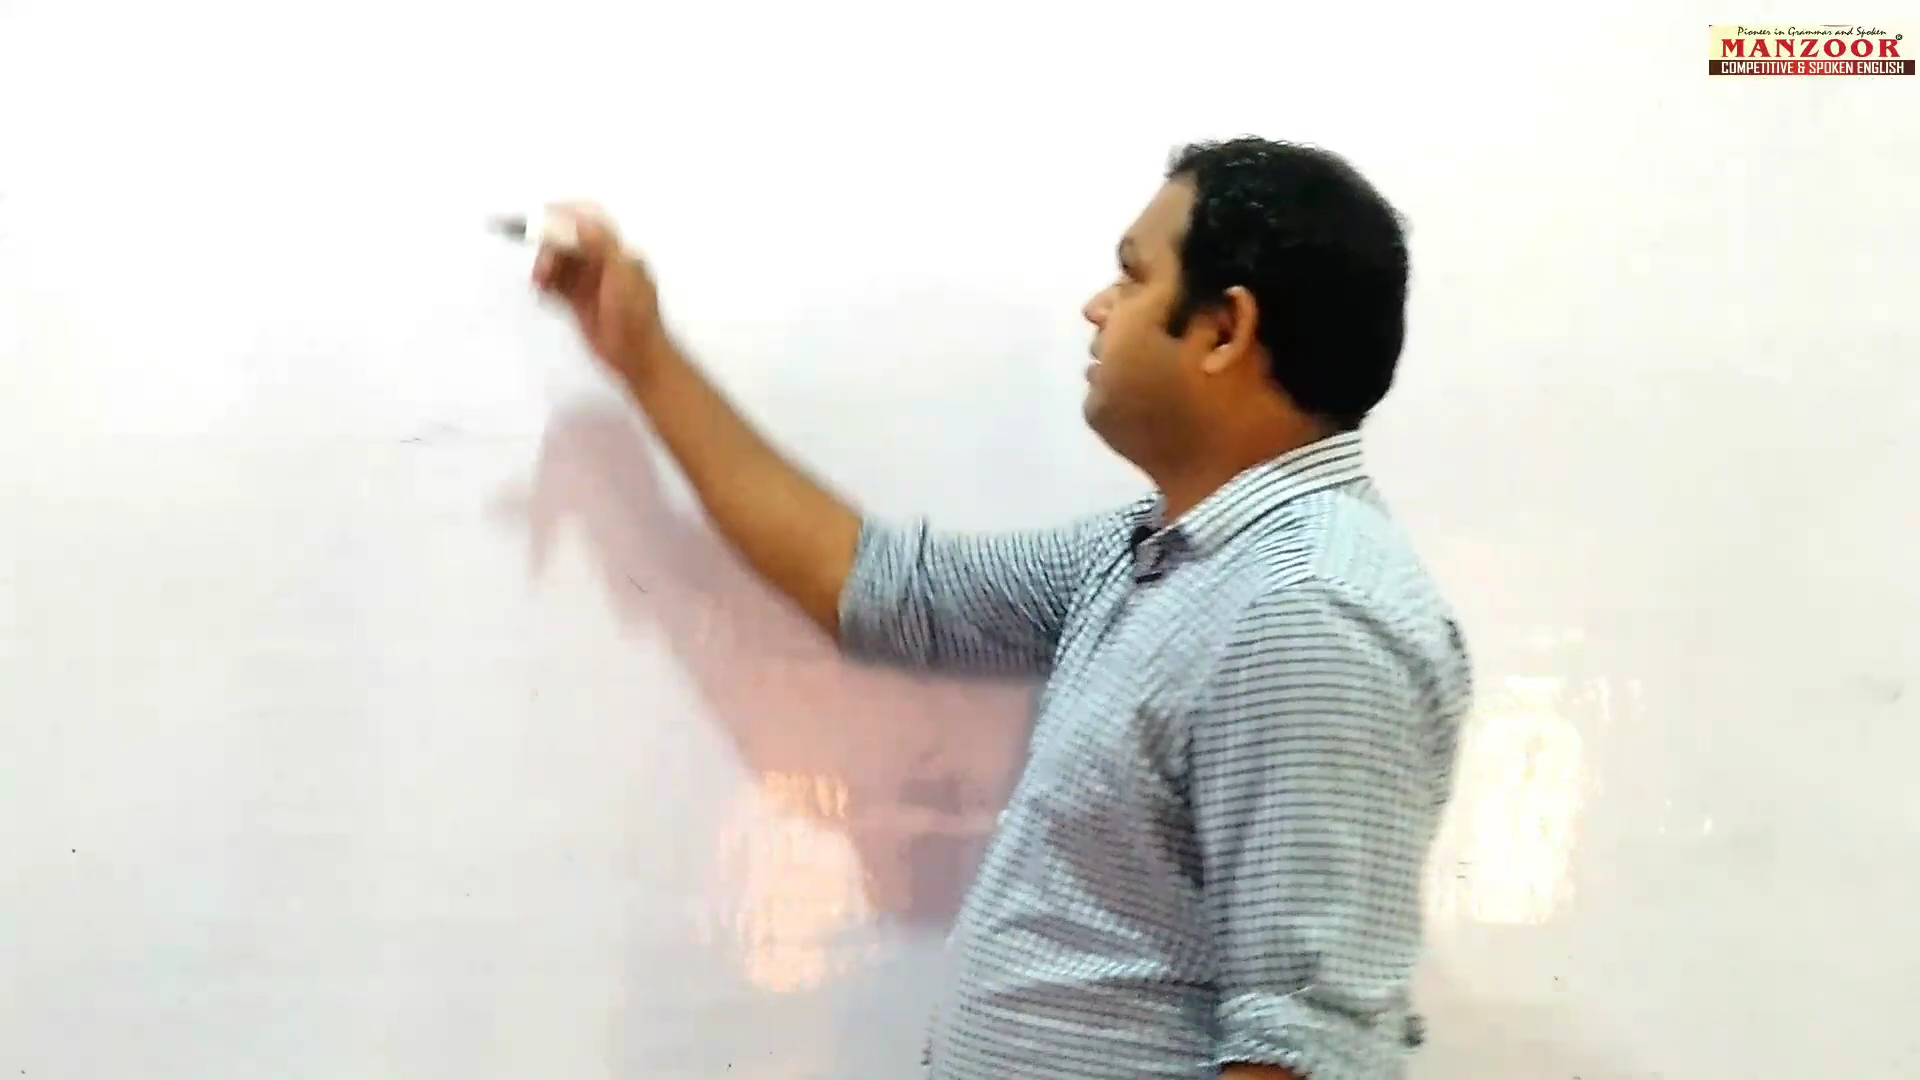 Pioneer in Grammar and Spoken
MANZOOR®
COMPETITIVE & SPOKEN ENGLISH